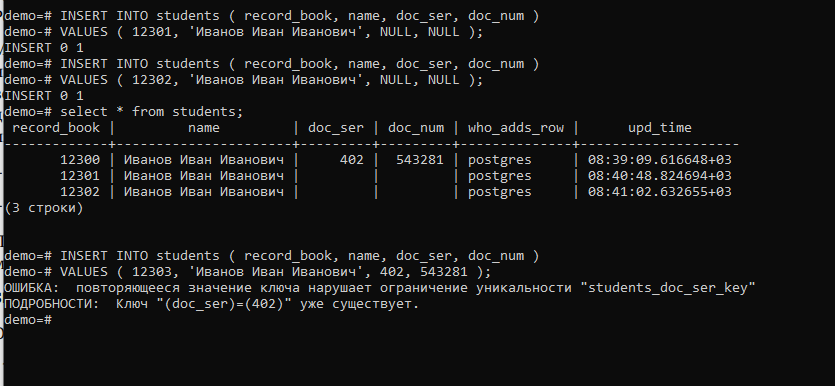 demo=# INSERT INTO students ( record_book, name, doc_ser, doc_num )
demo-# VALUES ( 12301, 'Иванов Иван Иванович', NULL, NULL );
INSERT 0 1
demo=# INSERT INTO students ( record_book, name, doc_ser, doc_num )
demo-# VALUES ( 12302, 'Иванов Иван Иванович', NULL, NULL );
INSERT 0 1
demo=# select * from students;
 record_book |         name         | doc_ser | doc_num | who_adds_row |      upd_time
-------------+----------------------+---------+---------+--------------+--------------------
       12300 | Иванов Иван Иванович |     402 |  543281 | postgres     | 08:39:09.616648+03
       12301 | Иванов Иван Иванович |         |         | postgres     | 08:40:48.824694+03
       12302 | Иванов Иван Иванович |         |         | postgres     | 08:41:02.632655+03
(3 строки)
demo=# INSERT INTO students ( record_book, name, doc_ser, doc_num )
demo-# VALUES ( 12303, 'Иванов Иван Иванович', 402, 543281 );
ОШИБКА:  повторяющееся значение ключа нарушает ограничение уникальности "students_doc_ser_key"
ПОДРОБНОСТИ:  Ключ "(doc_ser)=(402)" уже существует.
demo=#